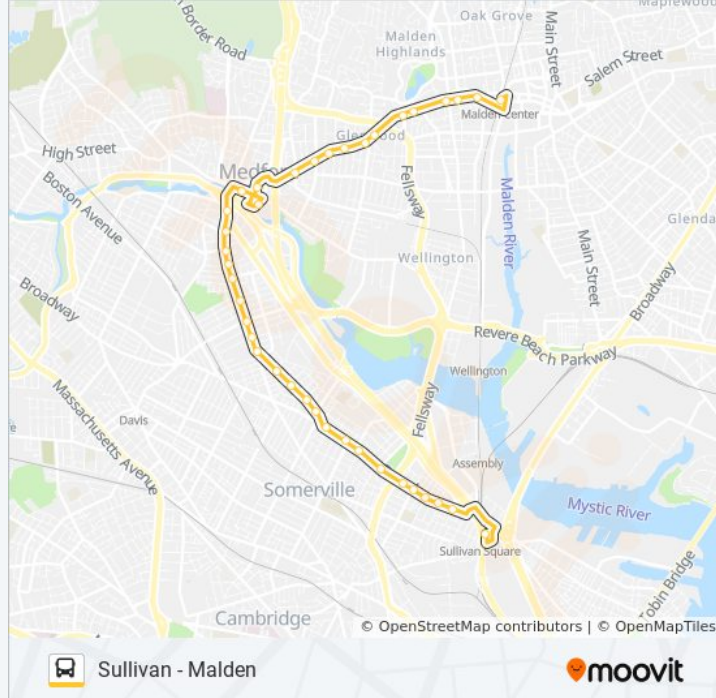 Maplewood
Oak Grove
Border Road
Malden
Highlands
Main Street
Salem Street
Malden Center
Glenwood
High Street
Medford
Boston Avenue
Fellsway
Malden River
Glenda
Wellington
Main Street
Broadway
Broadway
Revere Beach Parkway
Wellington
Massachusetts Avenue
Davis
Fellsway
Assembly
Somerville
Mystic River
Sullivan Square
Tobin Bridge
Cambridge
© OpenStreetMap contributors | © OpenMapTiles
Sullivan - Malden
moovit